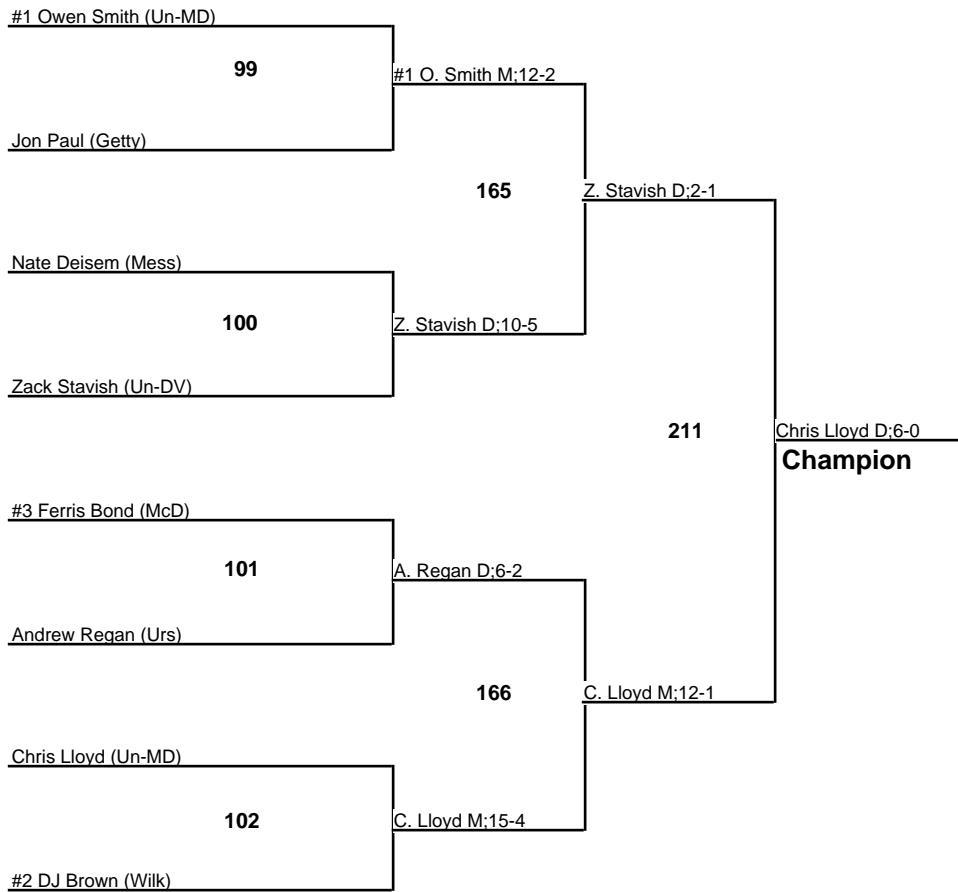 #1 Owen Smith (Un-MD)
99
#1 O. Smith M;12-2
Jon Paul (Getty)
165
Z. Stavish D;2-1
Nate Deisem (Mess)
100
Z. Stavish D;10-5
Zack Stavish (Un-DV)
211
Chris Lloyd D;6-0
Champion
#3 Ferris Bond (McD)
101
A. Regan D;6-2
Andrew Regan (Urs)
166
C. Lloyd M;12-1
Chris Lloyd (Un-MD)
102
C. Lloyd M;15-4
#2 DJ Brown (Wilk)